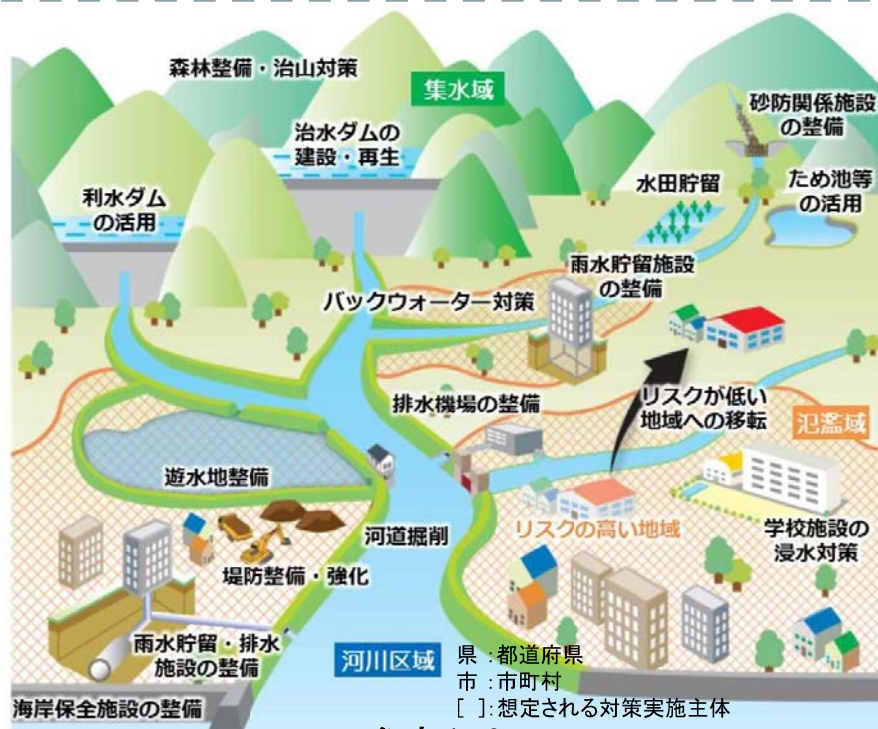 森林整備・治山対策
集水域
砂防関係施設
の整備
治水ダムの
建設・再生
水田貯留
ため池等
の活用
利水ダム
の活用
雨水貯留施設
の整備
バックウォーター対策
排水機場の整備
リスクが低い
地域への移転
氾濫域
遊水地整備
河道掘削
リスクの高い地域
学校施設の
浸水対策
堤防整備・強化
雨水貯留・排水
施設の整備
河川区域
県:都道府県
市:市町村
[ ]:想定される対策実施主体
海岸保全施設の整備